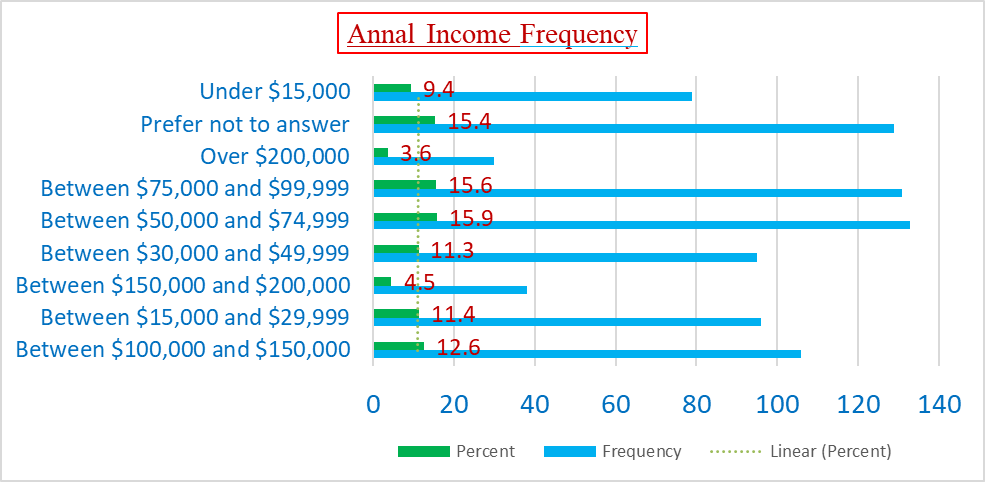 Annal Income Frequency
Under $15,000 9.4
Prefer not to answer 15.4
Over $200,000 3.6
Between $75,000 and $99,999 15.6
Between $50,000 and $74,999 15.9
Between $30,000 and $49,999 11.3
Between $150,000 and $200,000 4.5
Between $15,000 and $29,999 11.4
Between $100,000 and $150,000 12.6
0 20 40 60 80 100 120 140
Percent Frequency Linear (Percent)